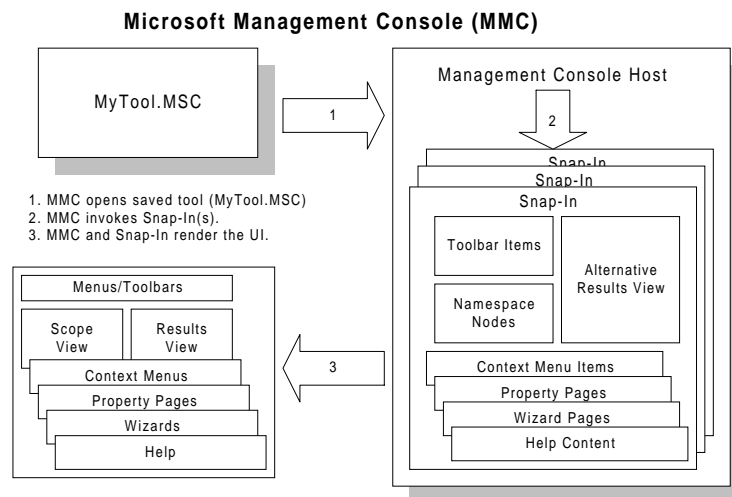 Microsoft Management Console (MMC)
MyTool.MSC
1
Management Console Host
2
Snap-In
Snap-In
Snap-In
Toolbar Items
Namespace
Nodes
Alternative
Results View
Context Menu Items
Property Pages
Wizard Pages
Help Content
1. MMC opens saved tool (MyTool.MSC)
2. MMC invokes Snap-In(s).
3. MMC and Snap-In render the UI.
3
Menus/Toolbars
Scope
View
Results
View
Context Menus
Property Pages
Wizards
Help